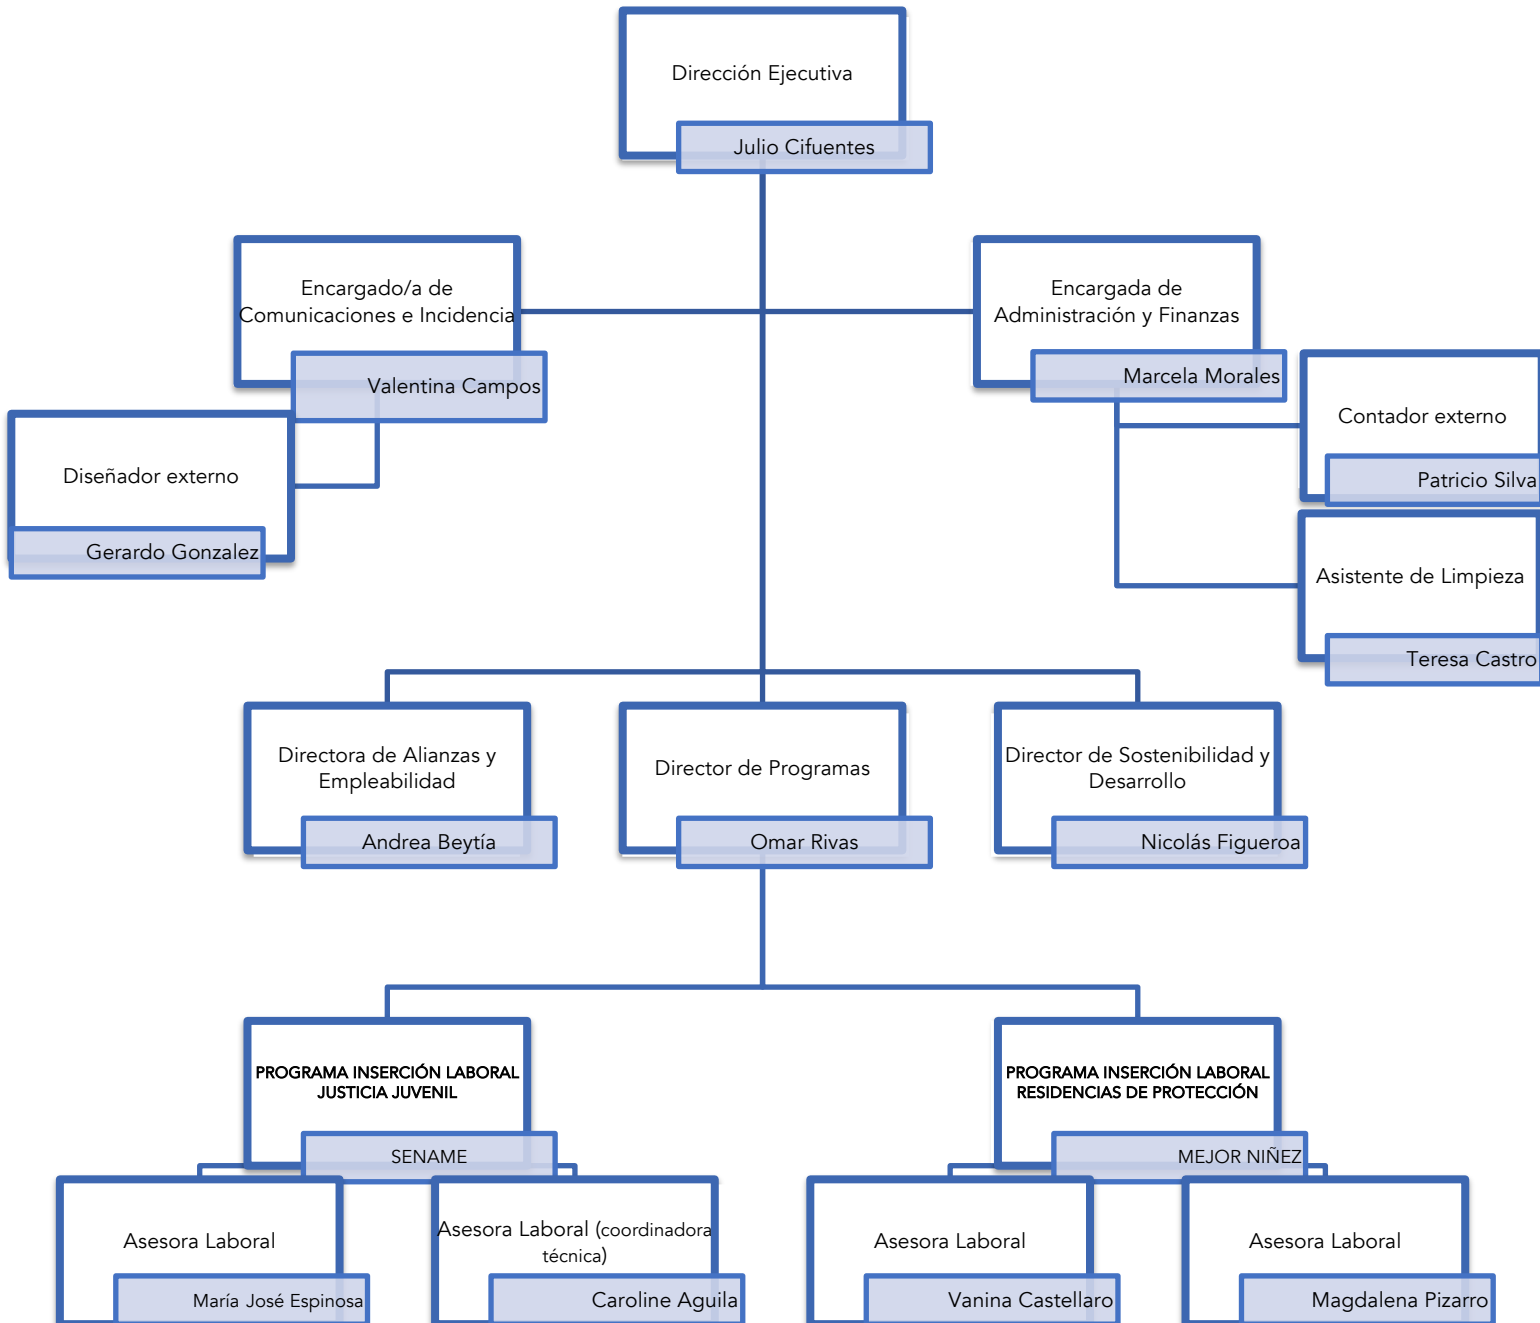 Dirección Ejecutiva
Julio Cifuentes
Encargado/a de
Comunicaciones e Incidencia
Valentina Campos
Encargada de
Administración y Finanzas
Marcela Morales
Contador externo
Patricio Silva
Diseñador externo
Gerardo Gonzalez
Asistente de Limpieza
Teresa Castro
Directora de Alianzas y
Empleabilidad
Andrea Beytía
Director de Programas
Omar Rivas
Director de Sostenibilidad y
Desarrollo
Nicolás Figueroa
PROGRAMA INSERCIÓN LABORAL
JUSTICIA JUVENIL
SENAME
PROGRAMA INSERCIÓN LABORAL
RESIDENCIAS DE PROTECCIÓN
MEJOR NIÑEZ
Asesora Laboral
María José Espinosa
Asesora Laboral (coordinadora
técnica)
Caroline Aguila
Asesora Laboral
Vanina Castellaro
Asesora Laboral
Magdalena Pizarro